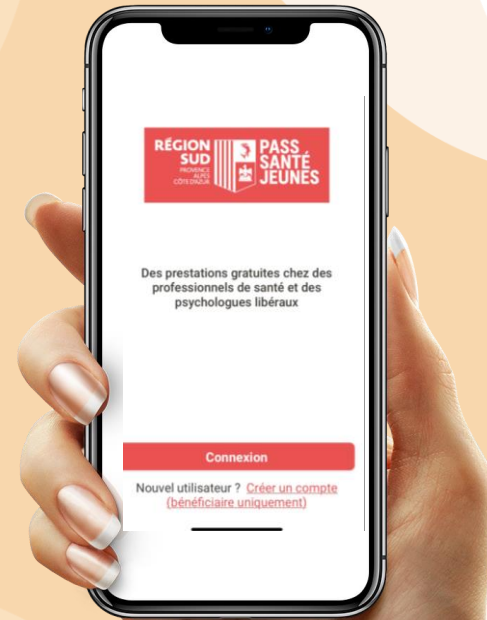 RÉGION
SUD
PROVENCE
ALPES
CÔTE D'AZUR
PASS
SANTÉ
JEUNES
Des prestations gratuites chez des
professionnels de santé et des
psychologues libéraux
Connexion
Nouvel utilisateur ? Créer un compte
(bénéficiaire uniquement)